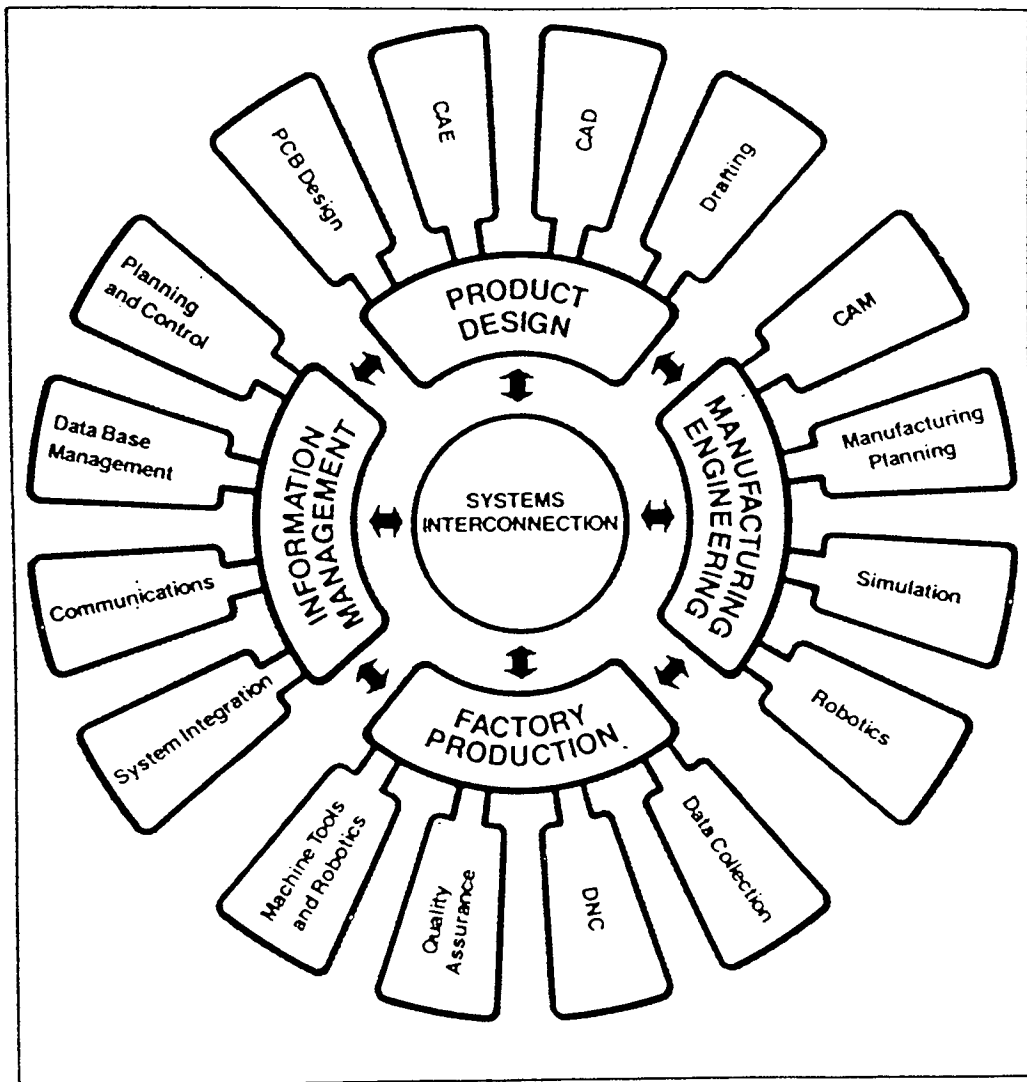 CAE
CAD
PCB Design
Drafting
Planning
and Control
CAM
PRODUCT
DESIGN
Data Base
Management
INFORMATION
MANAGEMENT
SYSTEMS
INTERCONNECTION
MANUFACTURING
ENGINEERING
Manufacturing
Planning
Communications
Simulation
System Integration
Robotics
FACTORY
PRODUCTION
Machine Tools
and Robotics
Quality
Assurance
DNC
Data Collection